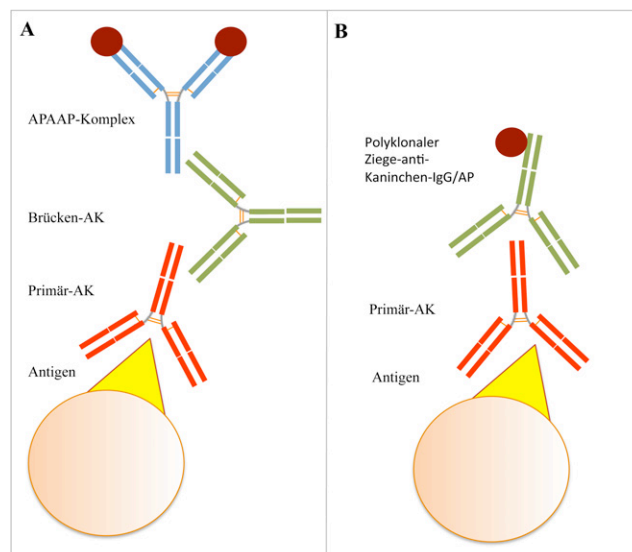 A
APAAP-Komplex
Brücken-AK
Primär-AK
Antigen
B
Polyklonaler
Ziege-anti-
Kaninchen-IgG/AP
Primär-AK
Antigen